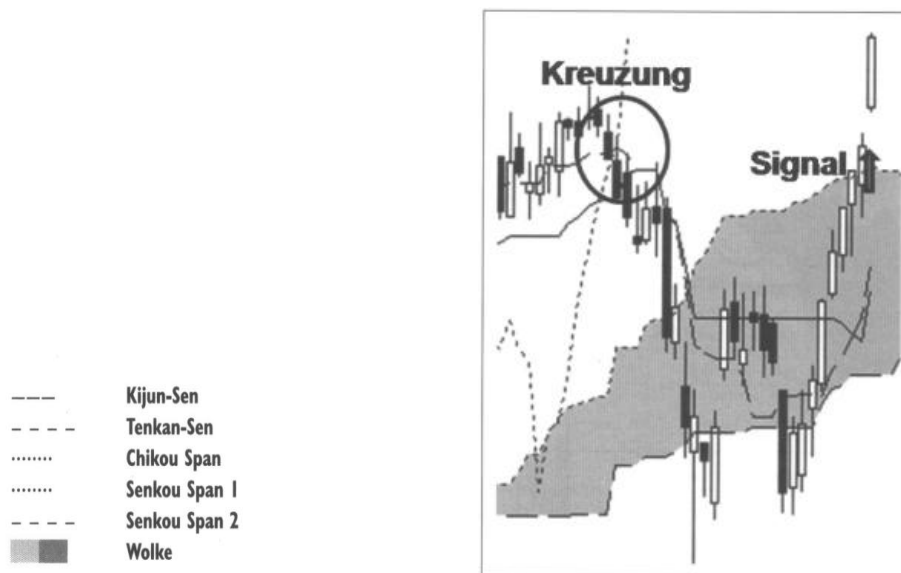 Kreuzung
Signal
Kijun-Sen
Tenkan-Sen
Chikou Span
Senkou Span 1
Senkou Span 2
Wolke